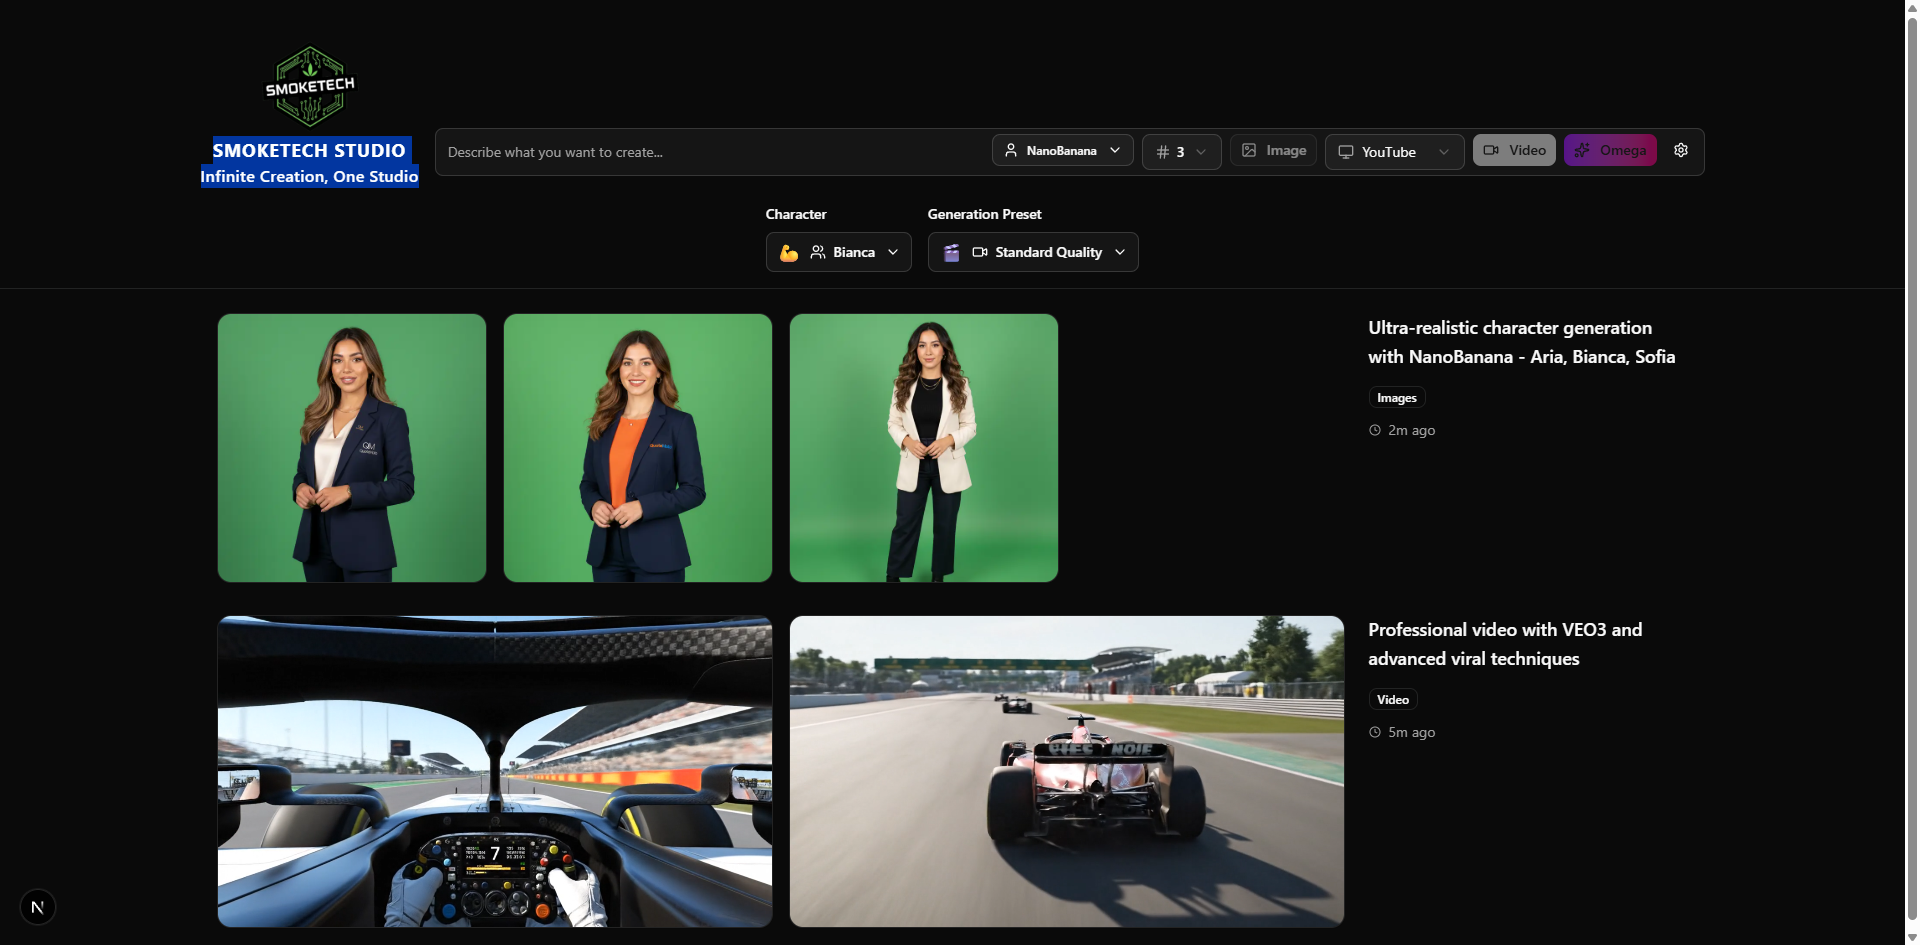 SMOKETECH
SMOKETECH STUDIO
Infinite Creation, One Studio
Describe what you want to create...
NanoBanana
3
Image
YouTube
Video
Omega
Character
Generation Preset
Bianca
Standard Quality
Ultra-realistic character generation
with NanoBanana - Aria, Bianca, Sofia
Images
2m ago
QM
Professional video with VEO3 and
advanced viral techniques
Video
5m ago
7
N